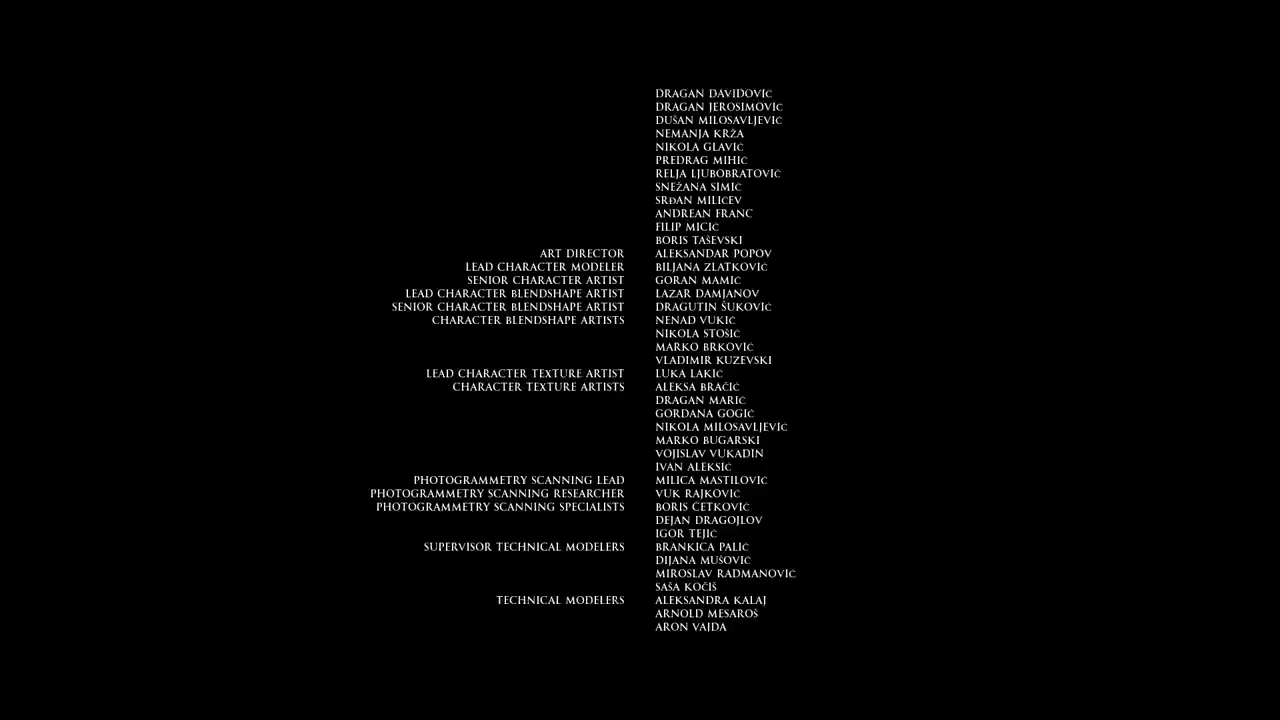 DRAGAN DAVIDOVIĆ
DRAGAN JEROSIMOVIĆ
DUŠAN MILOSAVLJEVIĆ
NEMANJA KRŽA
NIKOLA GLAVIĆ
PREDRAG MIHIĆ
RELJA LJUBOBRATOVIĆ
SNEŽANA SIMIĆ
SRĐAN MILIĆEV
ANDREAN FRANC
FILIP MICIĆ
BORIS TAŠEVSKI
ART DIRECTOR ALEKSANDAR POPOV
LEAD CHARACTER MODELER BILJANA ZLATKOVIĆ
SENIOR CHARACTER ARTIST GORAN MAMIĆ
LEAD CHARACTER BLENDSHAPE ARTIST LAZAR DAMJANOV
SENIOR CHARACTER BLENDSHAPE ARTIST DRAGUTIN ŠUKOVIĆ
CHARACTER BLENDSHAPE ARTISTS NENAD VUKIĆ
NIKOLA STOŠIĆ
MARKO BRKOVIĆ
VLADIMIR KUZEVSKI
LEAD CHARACTER TEXTURE ARTIST LUKA LAKIĆ
CHARACTER TEXTURE ARTISTS ALEKSA BRAČIĆ
DRAGAN MARIĆ
GORDANA GOGIĆ
NIKOLA MILOSAVLJEVIĆ
MARKO BUGARSKI
VOJISLAV VUKADIN
IVAN ALEKSIĆ
PHOTOGRAMMETRY SCANNING LEAD MILICA MASTILOVIĆ
PHOTOGRAMMETRY SCANNING RESEARCHER VUK RAJKOVIĆ
PHOTOGRAMMETRY SCANNING SPECIALISTS BORIS ĆETKOVIĆ
DEJAN DRAGOJLOV
IGOR TEJIĆ
SUPERVISOR TECHNICAL MODELERS BRANKICA PALIĆ
DIJANA MUŠOVIĆ
MIROSLAV RADMANOVIĆ
SAŠA KOČIŠ
TECHNICAL MODELERS ALEKSANDRA KALAJ
ARNOLD MESAROŠ
ARON VAJDA